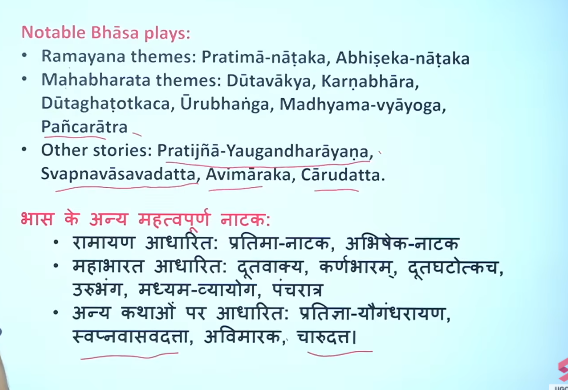 Notable Bhāsa plays:
• Ramayana themes: Pratimā-nāṭaka, Abhiṣeka-nāṭaka
• Mahabharata themes: Dūtavākya, Karṇabhāra,
Dūtaghaṭotkaca, Ūrubhaṅga, Madhyama-vyāyoga,
Pañcarātra
• Other stories: Pratijñā-Yaugandharāyaṇa,
Svapnavāsavadatta, Avimāraka, Cārudatta.
भास के अन्य महत्वपूर्ण नाटक:
• रामायण आधारित: प्रतिमा-नाटक, अभिषेक-नाटक
• महाभारत आधारित: दूतवाक्य, कर्णभारम्, दूतघटोत्कच,
उरुभंग, मध्यम-व्यायोग, पंचरात्र
• अन्य कथाओं पर आधारित: प्रतिज्ञा-यौगंधरायण,
स्वप्नवासवदत्ता, अविमारक, चारुदत्त।